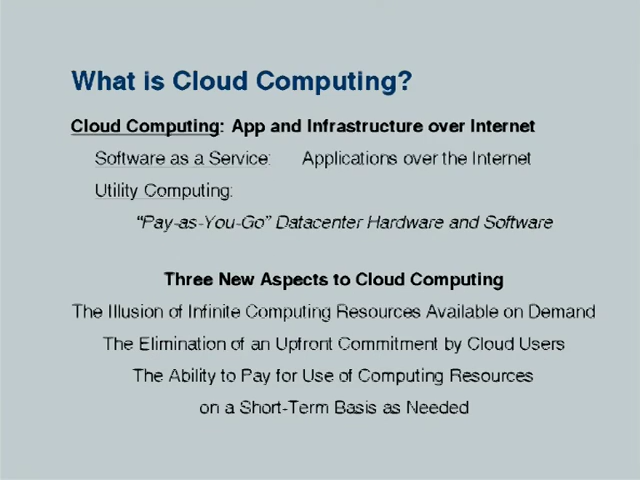 What is Cloud Computing?
Cloud Computing: App and Infrastructure over Internet
Software as a Service: Applications over the Internet
Utility Computing:
“Pay-as-You-Go” Datacenter Hardware and Software
Three New Aspects to Cloud Computing
The Illusion of Infinite Computing Resources Available on Demand
The Elimination of an Upfront Commitment by Cloud Users
The Ability to Pay for Use of Computing Resources
on a Short-Term Basis as Needed